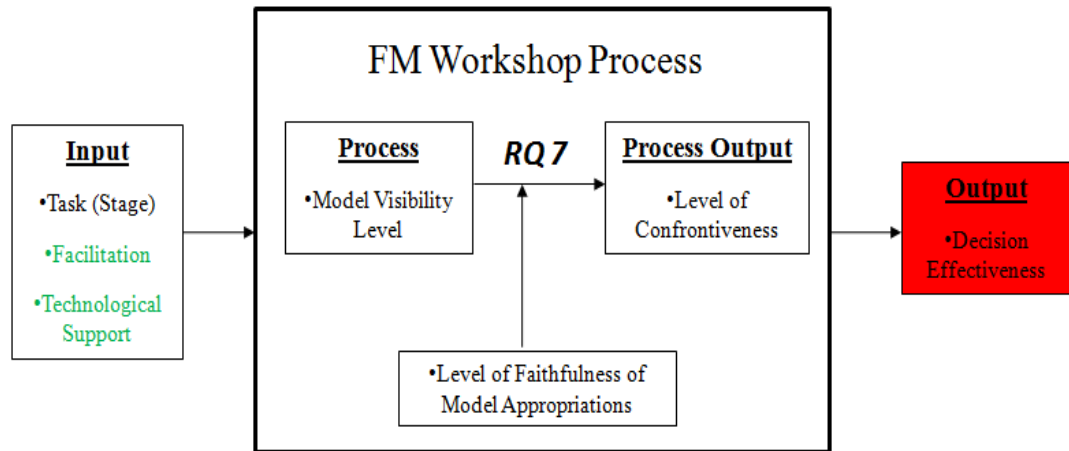 FM Workshop Process
Input
•Task (Stage)
•Facilitation
•Technological
Support
Process
•Model Visibility
Level
RQ 7
Process Output
•Level of
Confrontiveness
•Level of Faithfulness of
Model Appropriations
Output
•Decision
Effectiveness